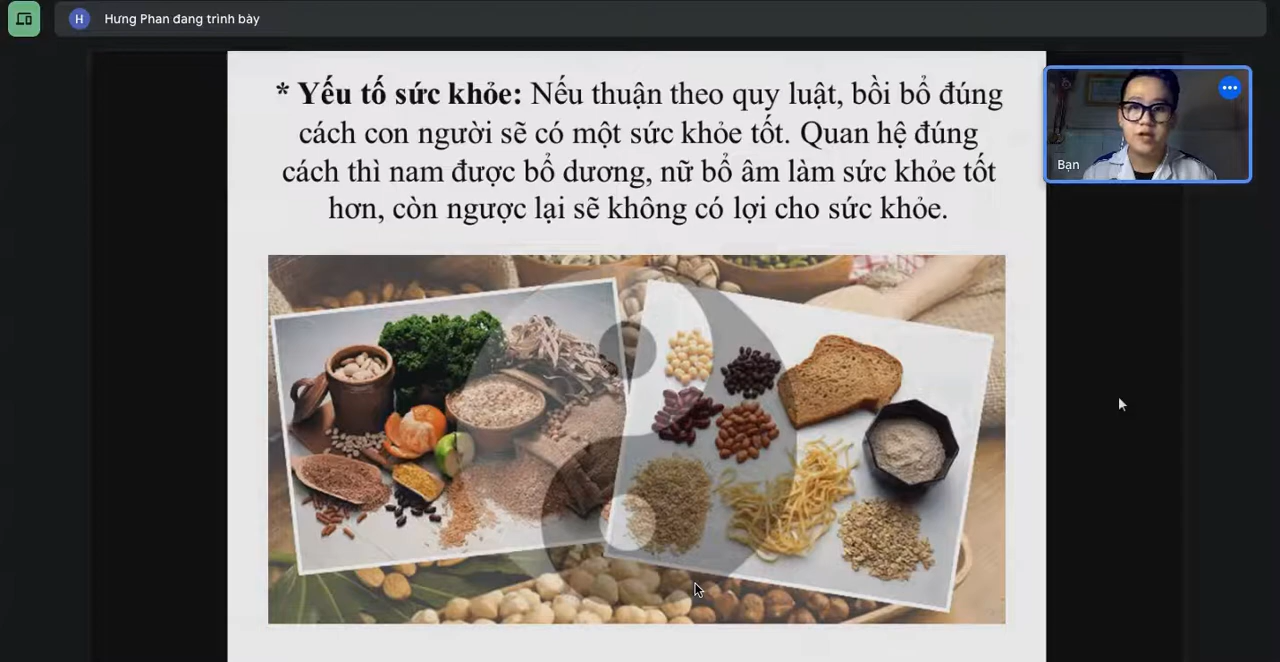 H Hưng Phan đang trình bày
* Yếu tố sức khỏe: Nếu thuận theo quy luật, bồi bổ đúng
cách con người sẽ có một sức khỏe tốt. Quan hệ đúng
cách thì nam được bổ dương, nữ bổ âm làm sức khỏe tốt
hơn, còn ngược lại sẽ không có lợi cho sức khỏe.
Bạn